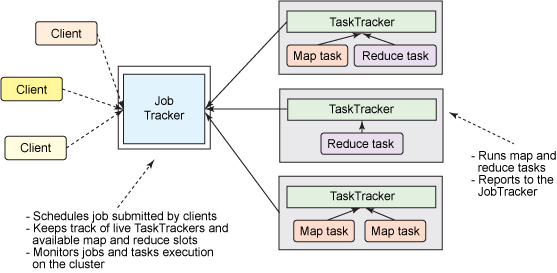 Client
Client
Client
Job
Tracker
TaskTracker
Map task
Reduce task
TaskTracker
Reduce task
TaskTracker
Map task
Map task
- Schedules job submitted by clients
- Keeps track of live TaskTrackers and
available map and reduce slots
- Monitors jobs and tasks execution
on the cluster
- Runs map and
reduce tasks
- Reports to the
JobTracker